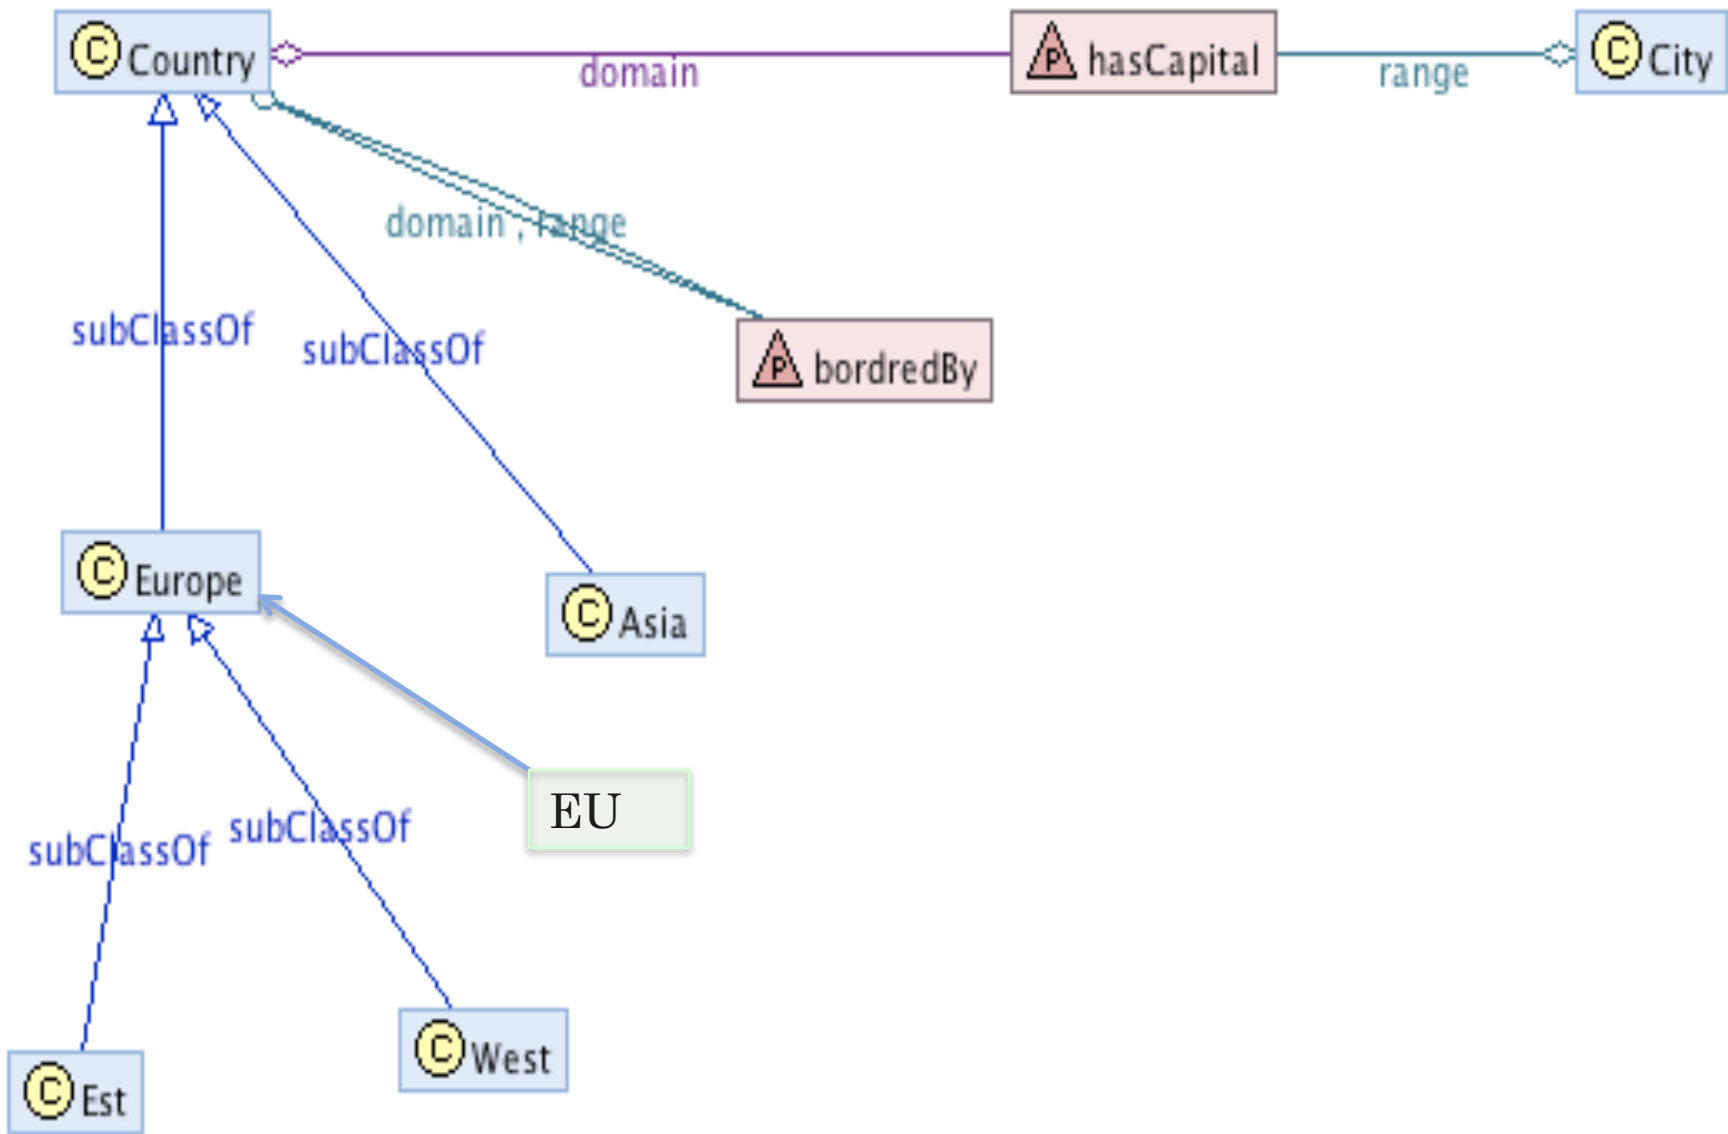 C Country
domain
P hasCapital
range
C City
domain , range
subClassOf
subClassOf
P bordredBy
C Europe
C Asia
EU
subClassOf
subClassOf
C West
C Est